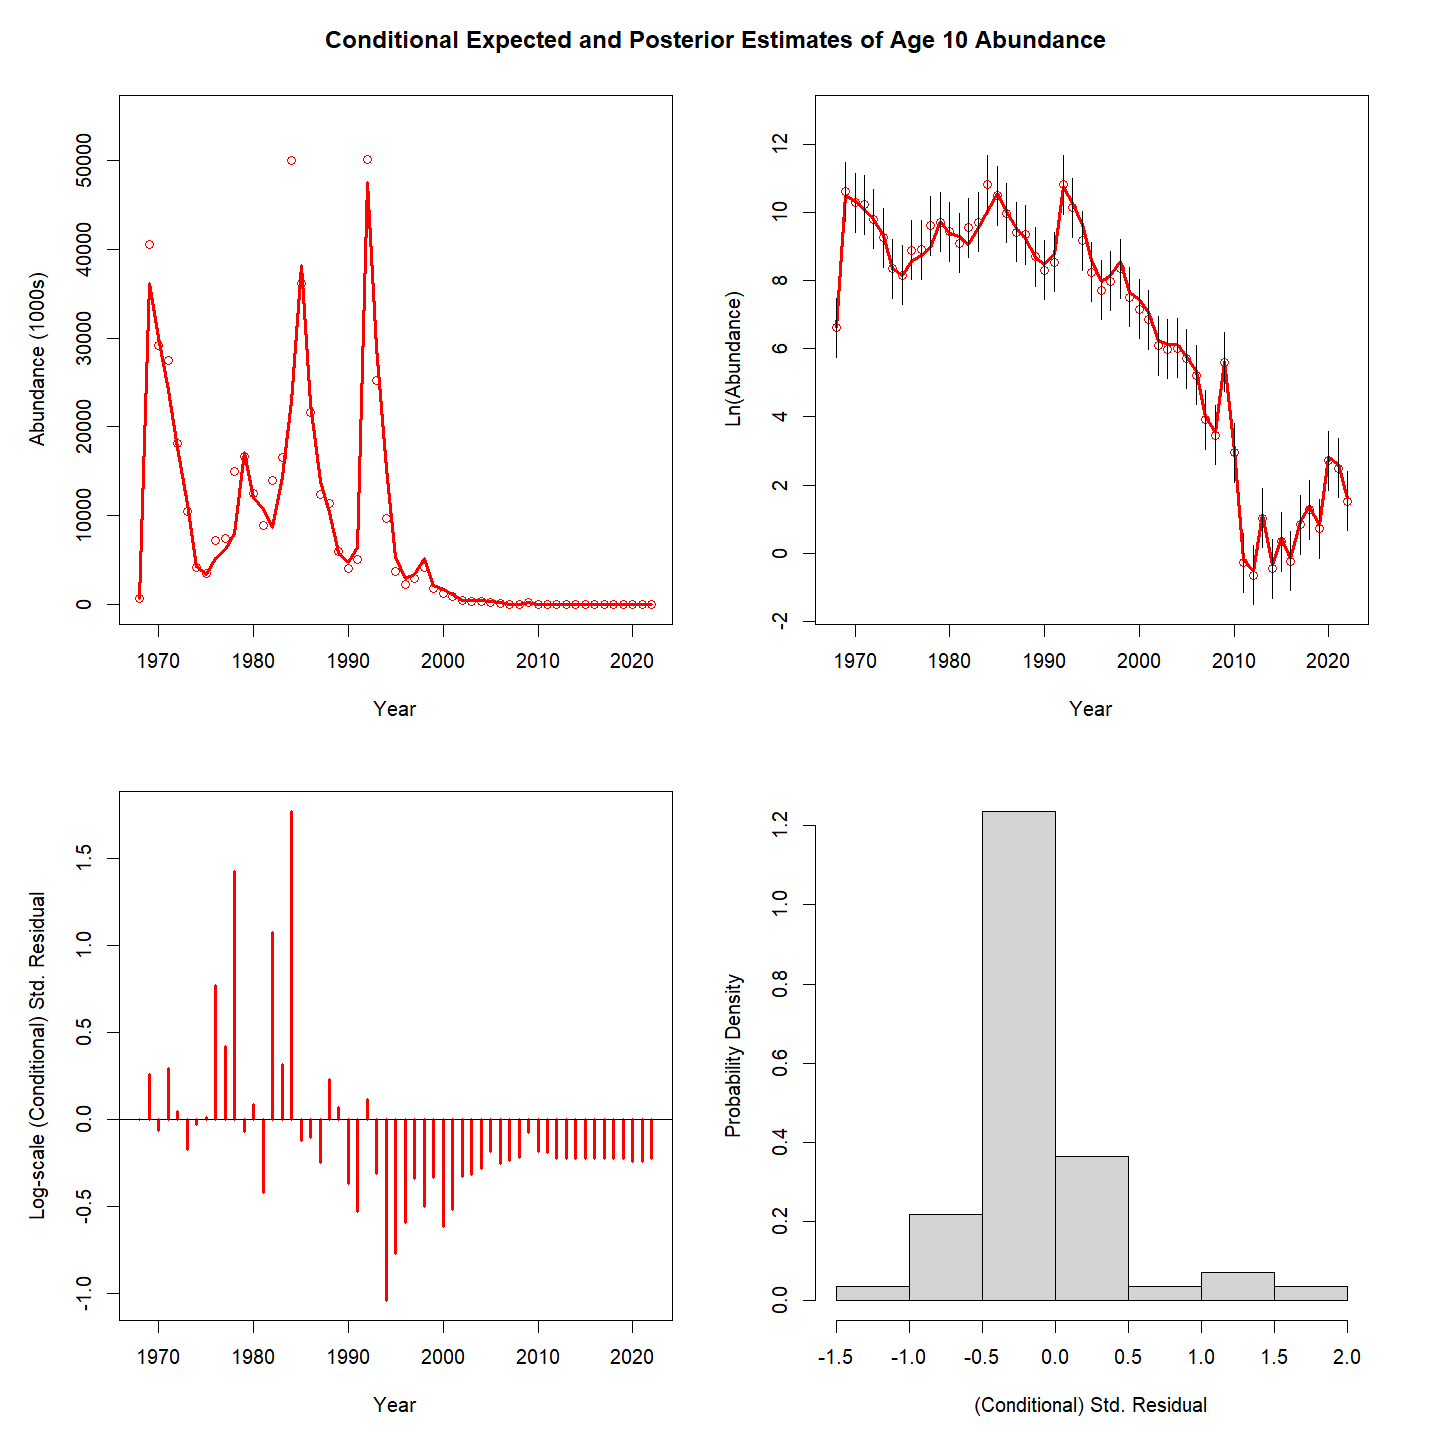 Conditional Expected and Posterior Estimates of Age 10 Abundance
Abundance (1000s)
0 10000 20000 30000 40000 50000
1970 1980 1990 2000 2010 2020
Year
Ln(Abundance)
-2 0 2 4 6 8 10 12
1970 1980 1990 2000 2010 2020
Year
Log-scale (Conditional) Std. Residual
-1.0 -0.5 0.0 0.5 1.0 1.5
1970 1980 1990 2000 2010 2020
Year
Probability Density
0.0 0.2 0.4 0.6 0.8 1.0 1.2
-1.5 -1.0 -0.5 0.0 0.5 1.0 1.5 2.0
(Conditional) Std. Residual